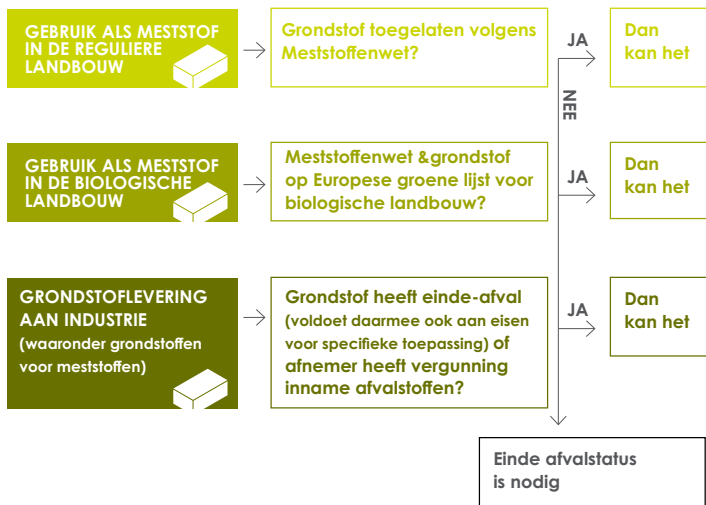 GEBRUIK ALS MESTSTOF
IN DE REGULIERE
LANDBOUW
Grondstof toegelaten volgens
Meststoffenwet?
JA
Dan
kan het
NEE
GEBRUIK ALS MESTSTOF
IN DE BIOLOGISCHE
LANDBOUW
Meststoffenwet &grondstof
op Europese groene lijst voor
biologische landbouw?
JA
Dan
kan het
GRONDSTOFLEVERING
AAN INDUSTRIE
(waaronder grondstoffen
voor meststoffen)
Grondstof heeft einde-afval
(voldoet daarmee ook aan eisen
voor specifieke toepassing) of
afnemer heeft vergunning
inname afvalstoffen?
JA
Dan
kan het
Einde afvalstatus
is nodig